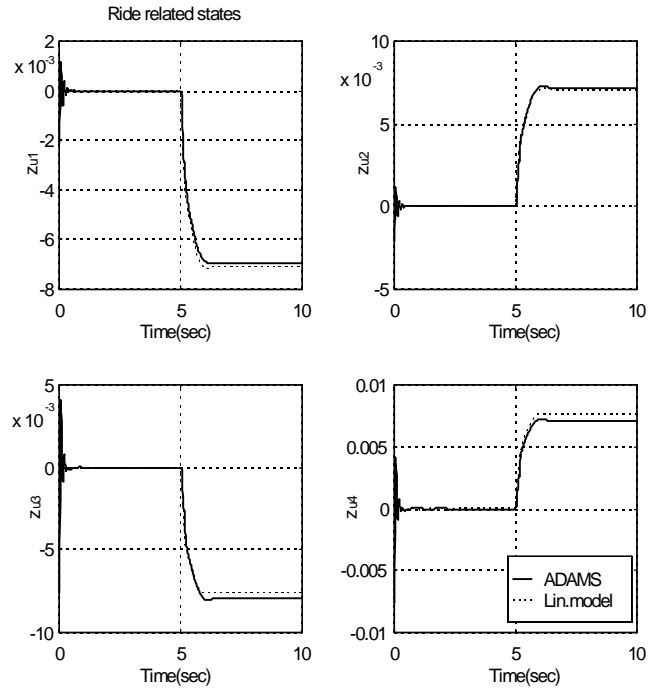 Ride related states
2
x 10-3
0
-2
-4
-6
-8
zu1
0
5
10
Time(sec)
10
x 10-3
5
0
-5
zu2
0
5
10
Time(sec)
5
x 10-3
0
-5
-10
zu3
0
5
10
Time(sec)
0.01
0.005
0
-0.005
-0.01
zu4
0
5
10
Time(sec)
ADAMS
Lin.model